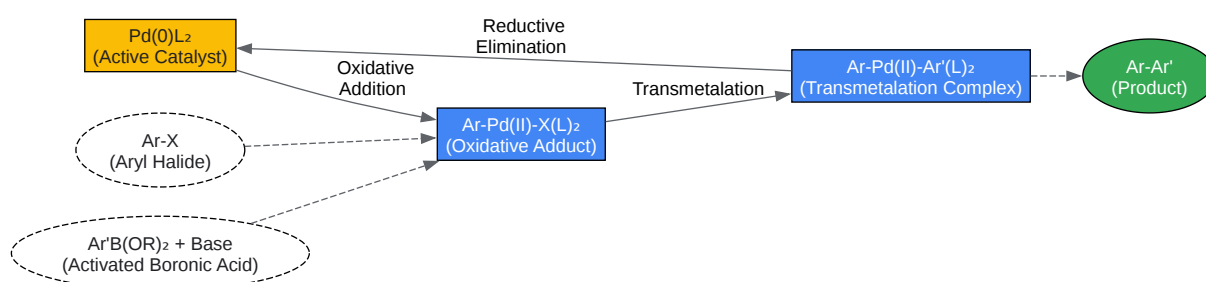 Pd(0)L₂
(Active Catalyst)
Reductive
Elimination
Oxidative
Addition
Ar-Pd(II)-Ar'(L)₂
(Transmetalation Complex)
Ar-Ar'
(Product)
Transmetalation
Ar-Pd(II)-X(L)₂
(Oxidative Adduct)
Ar-X
(Aryl Halide)
Ar'B(OR)₂ + Base
(Activated Boronic Acid)